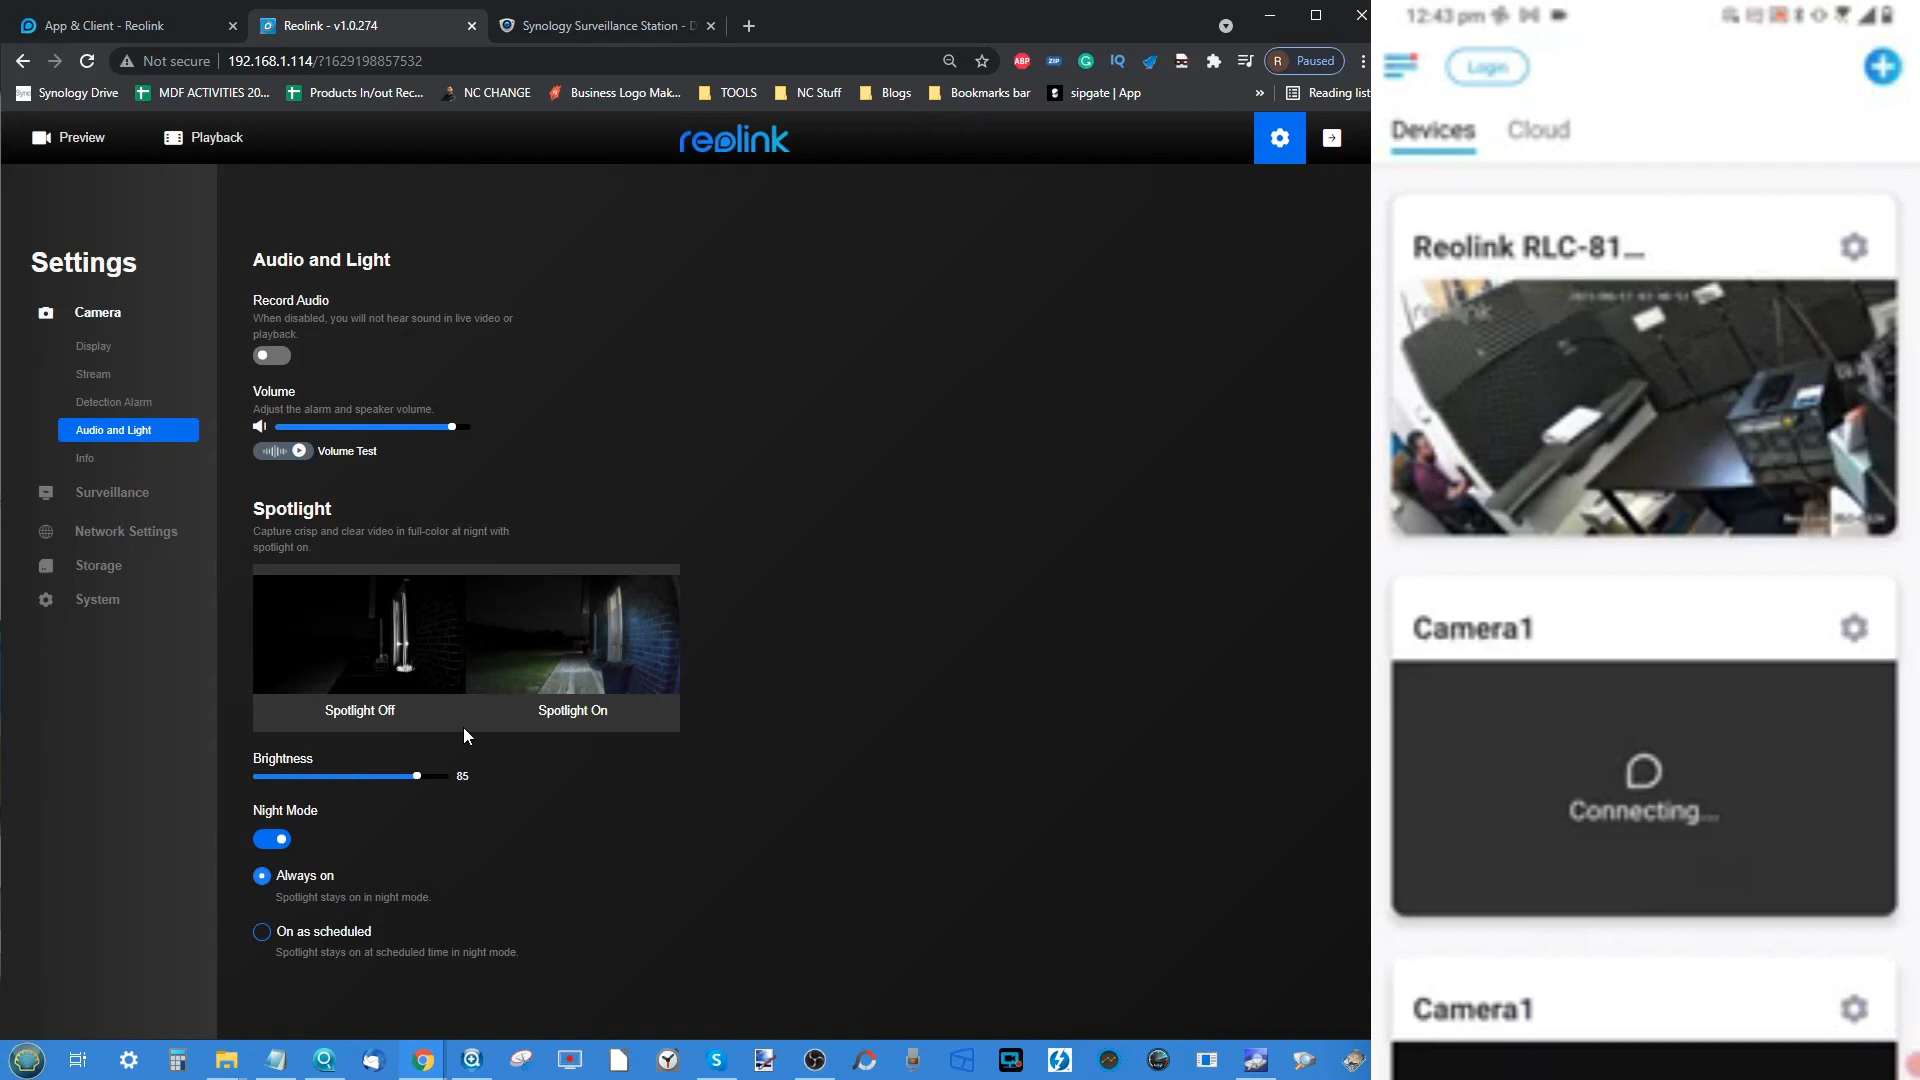 App & Client - Reolink
Reolink - v1.0.274
Synology Surveillance Station - D
Not secure
192.168.1.114/?1629198857532
ABP
ZIP
IQ
R
Paused
Synology Drive
MDF ACTIVITIES 20...
Products In/out Rec...
NC CHANGE
Business Logo Mak...
TOOLS
NC Stuff
Blogs
Bookmarks bar
sipgate | App
»
Reading list
Preview
Playback
reolink
Settings
Camera
Display
Stream
Detection Alarm
Audio and Light
Info
Surveillance
Network Settings
Storage
System
Audio and Light
Record Audio
When disabled, you will not hear sound in live video or
playback.
Volume
Adjust the alarm and speaker volume.
Volume Test
Spotlight
Capture crisp and clear video in full-color at night with
spotlight on.
Spotlight Off
Spotlight On
Brightness
85
Night Mode
Always on
Spotlight stays on in night mode.
On as scheduled
Spotlight stays on at scheduled time in night mode.
12:43 pm
Login
Devices
Cloud
Reolink RLC-81...
reolink
Camera1
Connecting...
Camera1